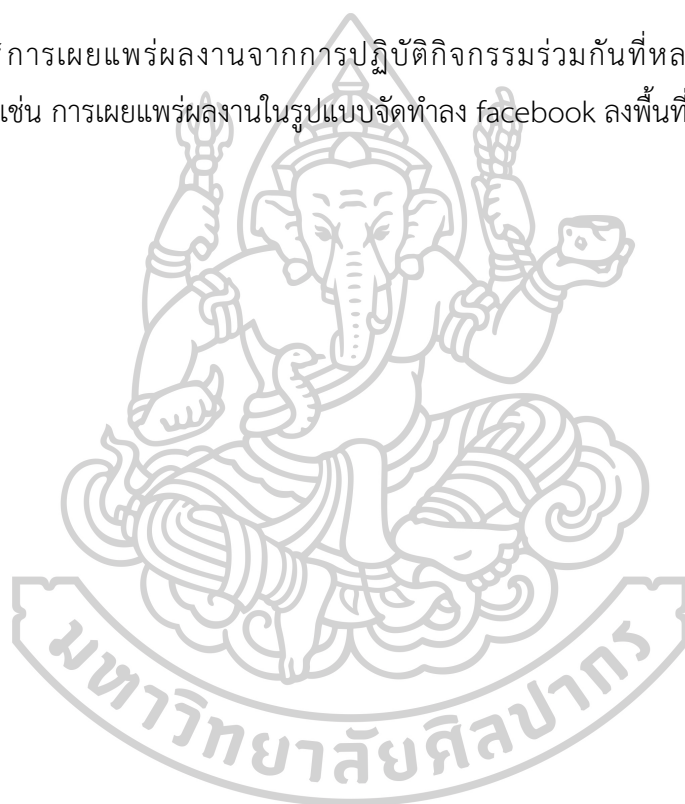 การเผยแพร่ผลงานจากการปฏิบัติกิจกรรมร่วมกันที่หล
เช่น การเผยแพร่ผลงานในรูปแบบจัดทำลง facebook ลงพื้นที่
มหาวิทยาลัยศิลปากร